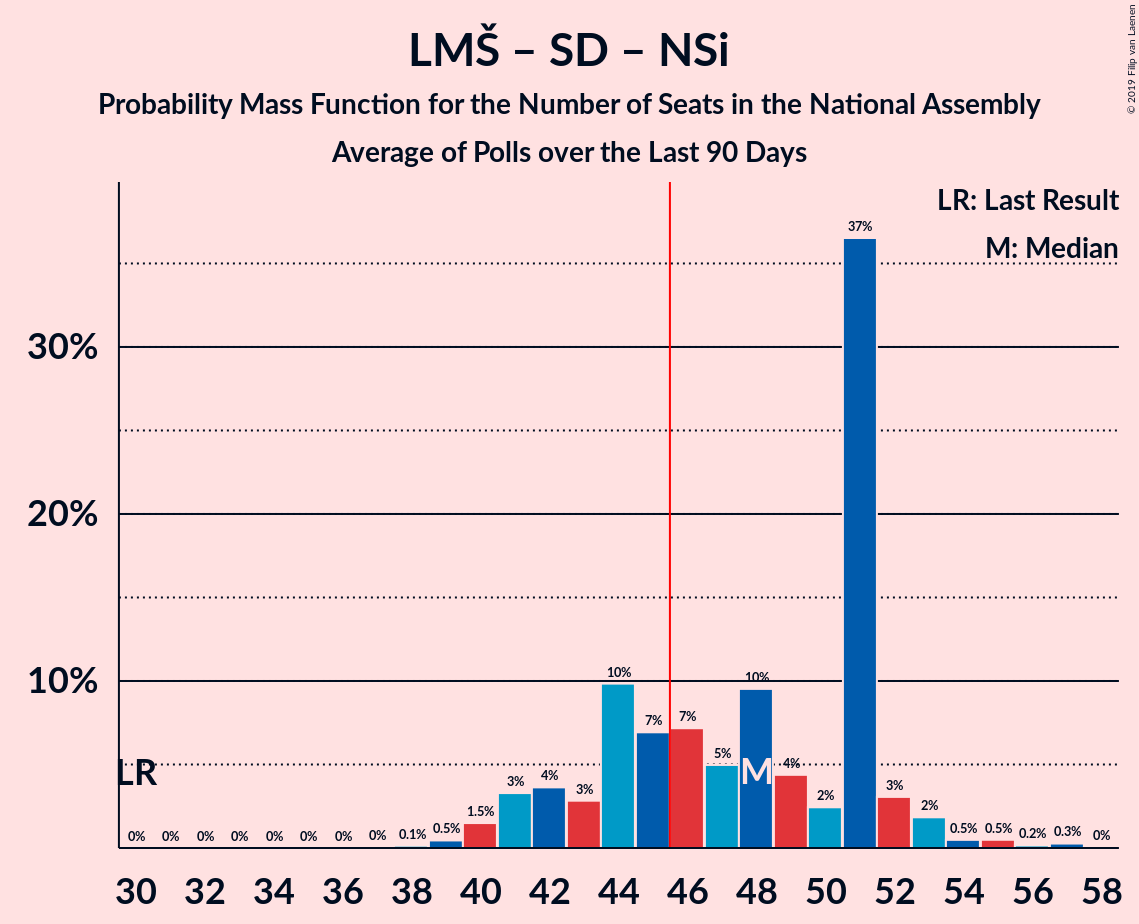 LMŠ – SD – NSi
Probability Mass Function for the Number of Seats in the National Assembly
Average of Polls over the Last 90 Days
© 2019 Filip van Laenen
LR: Last Result
M: Median
30%
20%
10%
LR
M
0% 0% 0% 0% 0% 0% 0% 0% 0.1% 0.5% 1.5% 3% 4% 3% 10% 7% 7% 5% 10% 4% 2% 37% 3% 2% 0.5% 0.5% 0.2% 0.3% 0%
30 32 34 36 38 40 42 44 46 48 50 52 54 56 58